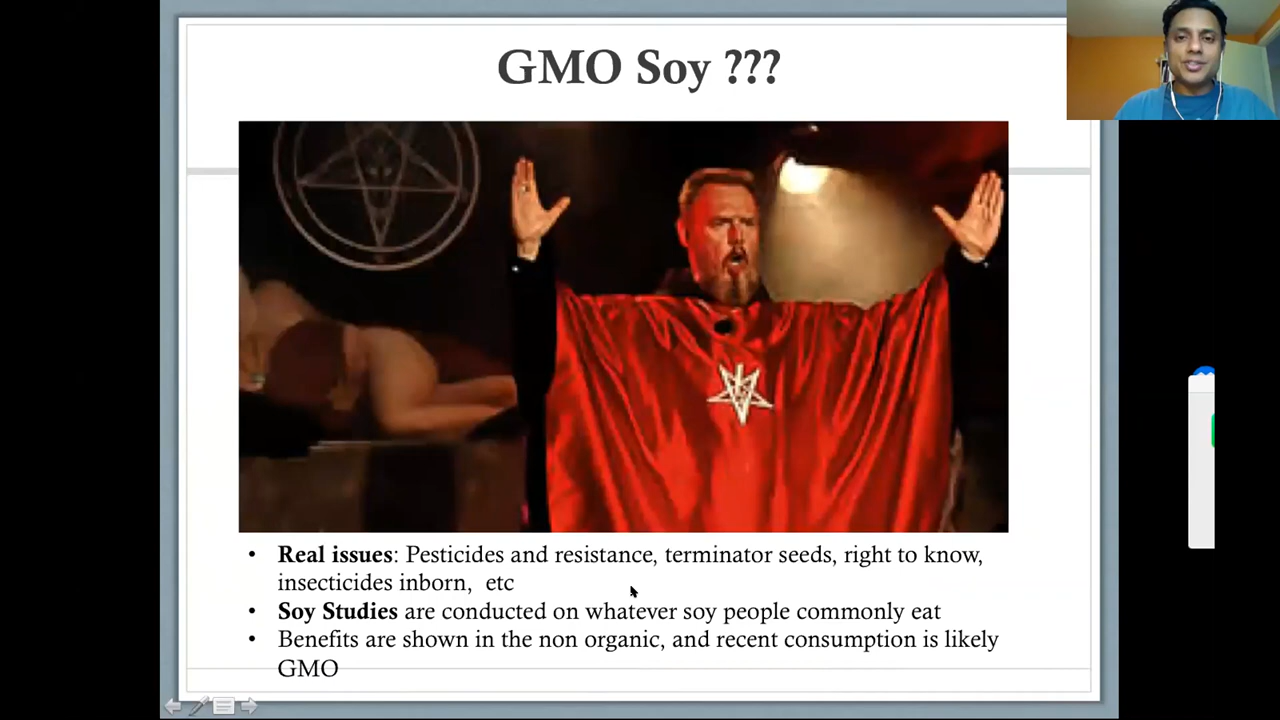 GMO Soy ???
• Real issues: Pesticides and resistance, terminator seeds, right to know,
insecticides inborn,  etc
• Soy Studies are conducted on whatever soy people commonly eat
• Benefits are shown in the non organic, and recent consumption is likely
GMO